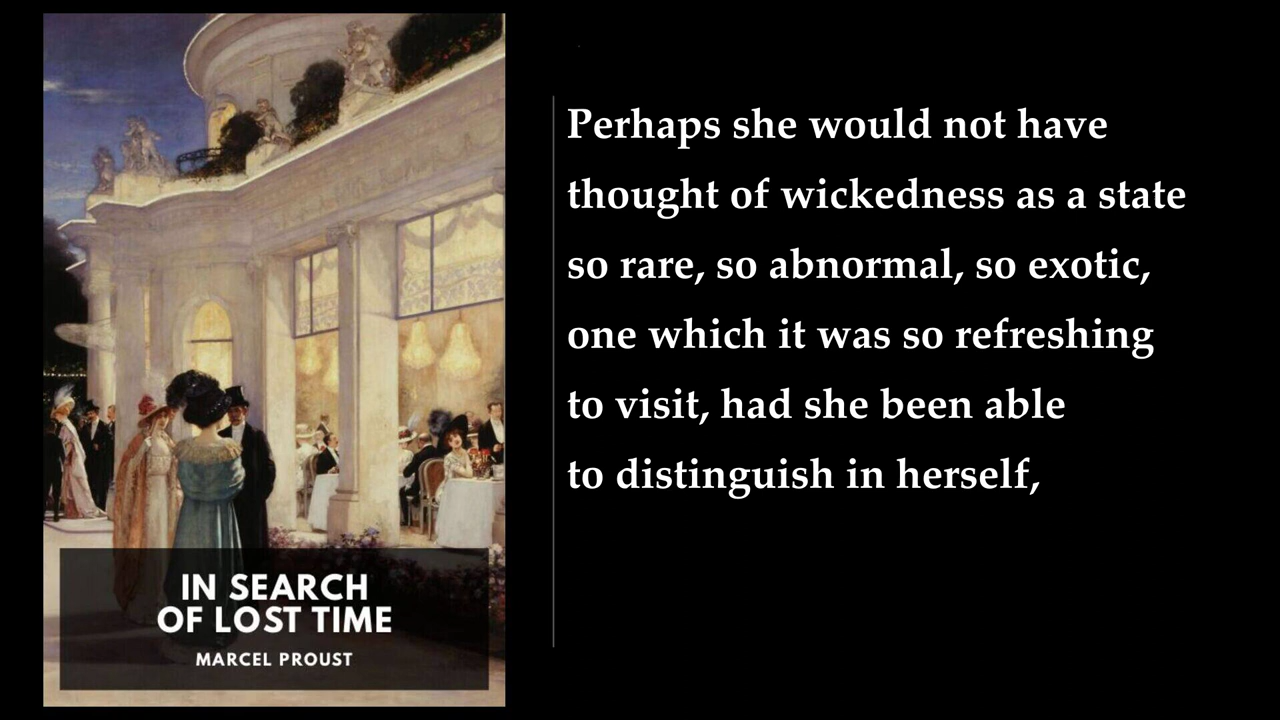 IN SEARCH
OF LOST TIME
MARCEL PROUST
Perhaps she would not have
thought of wickedness as a state
so rare, so abnormal, so exotic,
one which it was so refreshing
to visit, had she been able
to distinguish in herself,